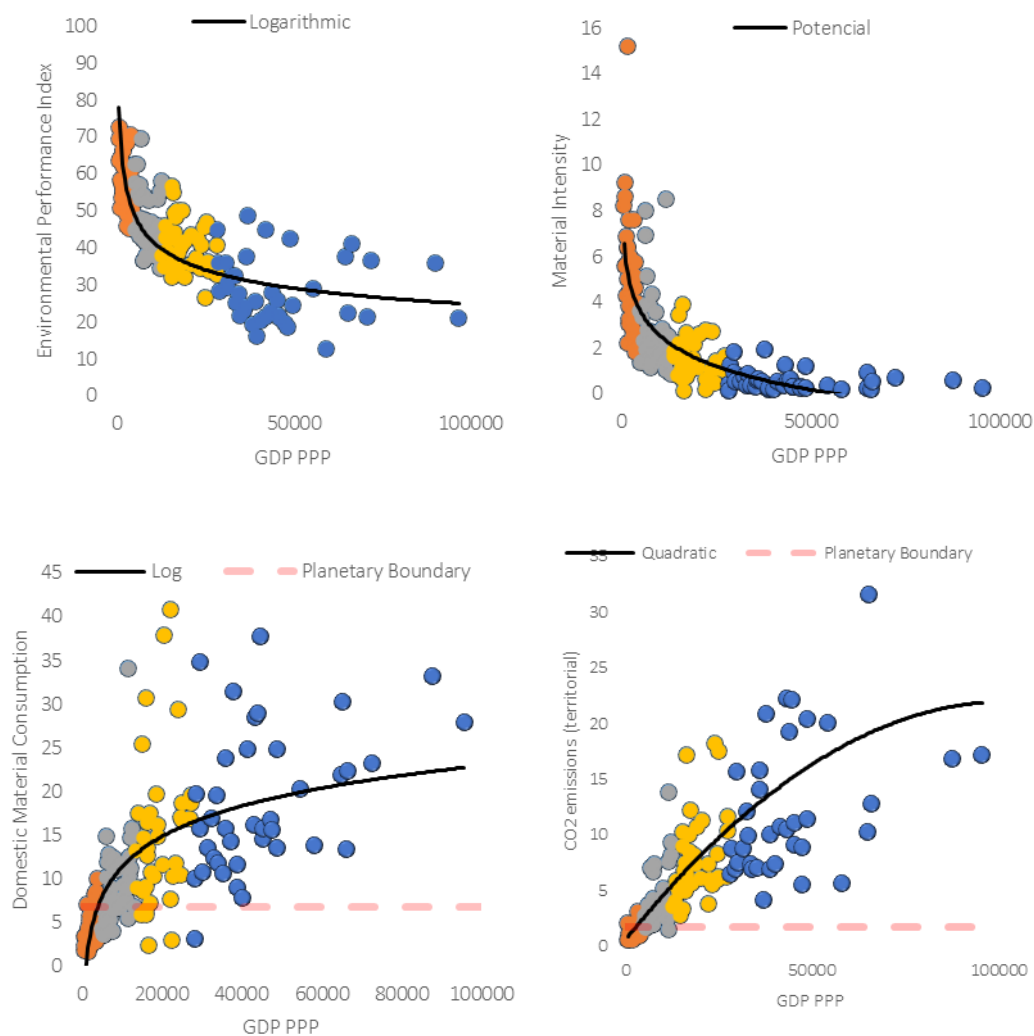 Logarithmic
100
90
80
70
60
50
40
30
20
10
0
Environmental Performance Index
0 50000 100000
GDP PPP
Potencial
16
14
12
10
8
6
4
2
0
Material Intensity
0 50000 100000
GDP PPP
Log Planetary Boundary
45
40
35
30
25
20
15
10
5
0
Domestic Material Consumption
0 20000 40000 60000 80000 100000
GDP PPP
Quadratic Planetary Boundary
35
30
25
20
15
10
5
0
CO2 emissions (territorial)
0 50000 100000
GDP PPP